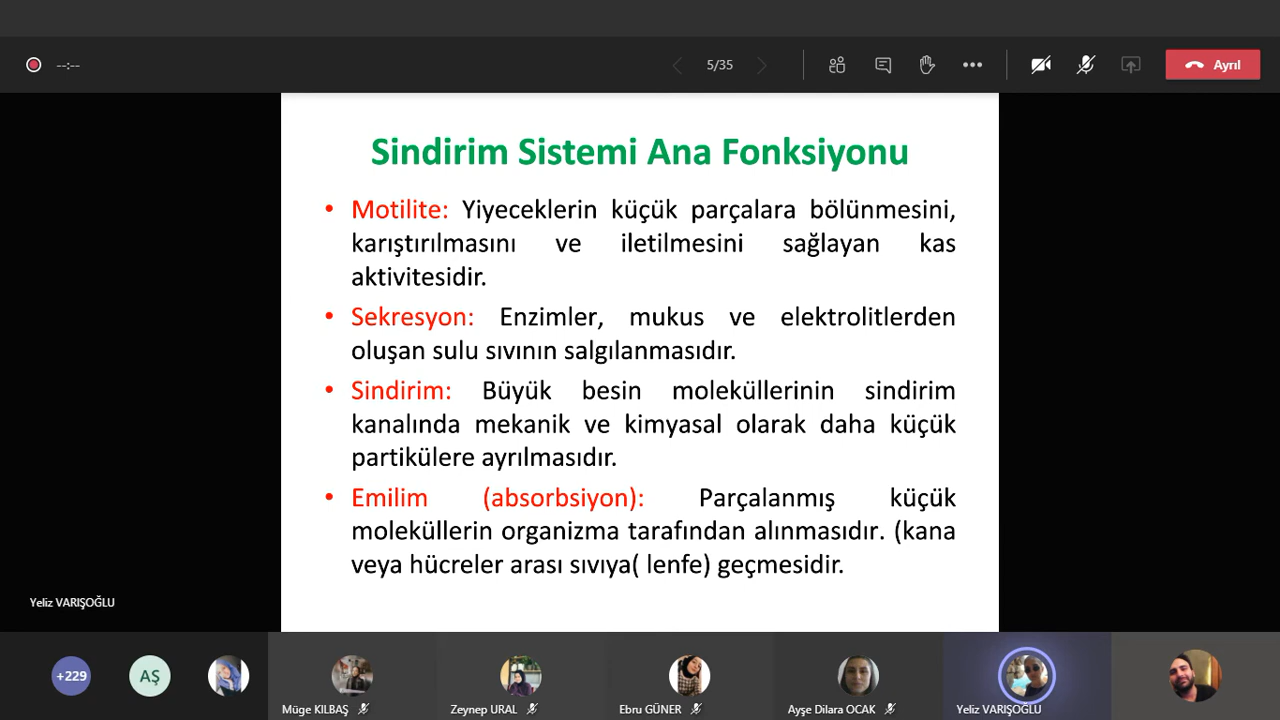 --:--
5/35
Ayrıl
Sindirim Sistemi Ana Fonksiyonu
• Motilite: Yiyeceklerin küçük parçalara bölünmesini,
karıştırılmasını ve iletilmesini sağlayan kas
aktivitesidir.
• Sekresyon: Enzimler, mukus ve elektrolitlerden
oluşan sulu sıvının salgılanmasıdır.
• Sindirim: Büyük besin moleküllerinin sindirim
kanalında mekanik ve kimyasal olarak daha küçük
partikülere ayrılmasıdır.
• Emilim (absorbsiyon): Parçalanmış küçük
moleküllerin organizma tarafından alınmasıdır. (kana
veya hücreler arası sıvıya( lenfe) geçmesidir.
Yeliz VARIŞOĞLU
+229
AŞ
Müge KILBAŞ
Zeynep URAL
Ebru GÜNER
Ayşe Dilara OCAK
Yeliz VARIŞOĞLU